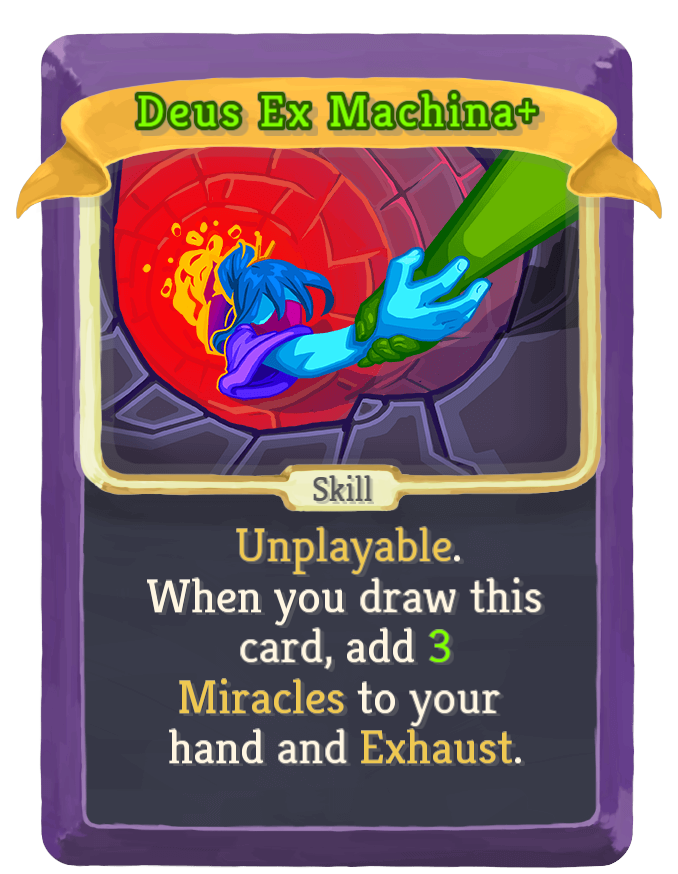 Deus Ex Machina+
Skill
Unplayable.
When you draw this
card, add 3
Miracles to your
hand and Exhaust.